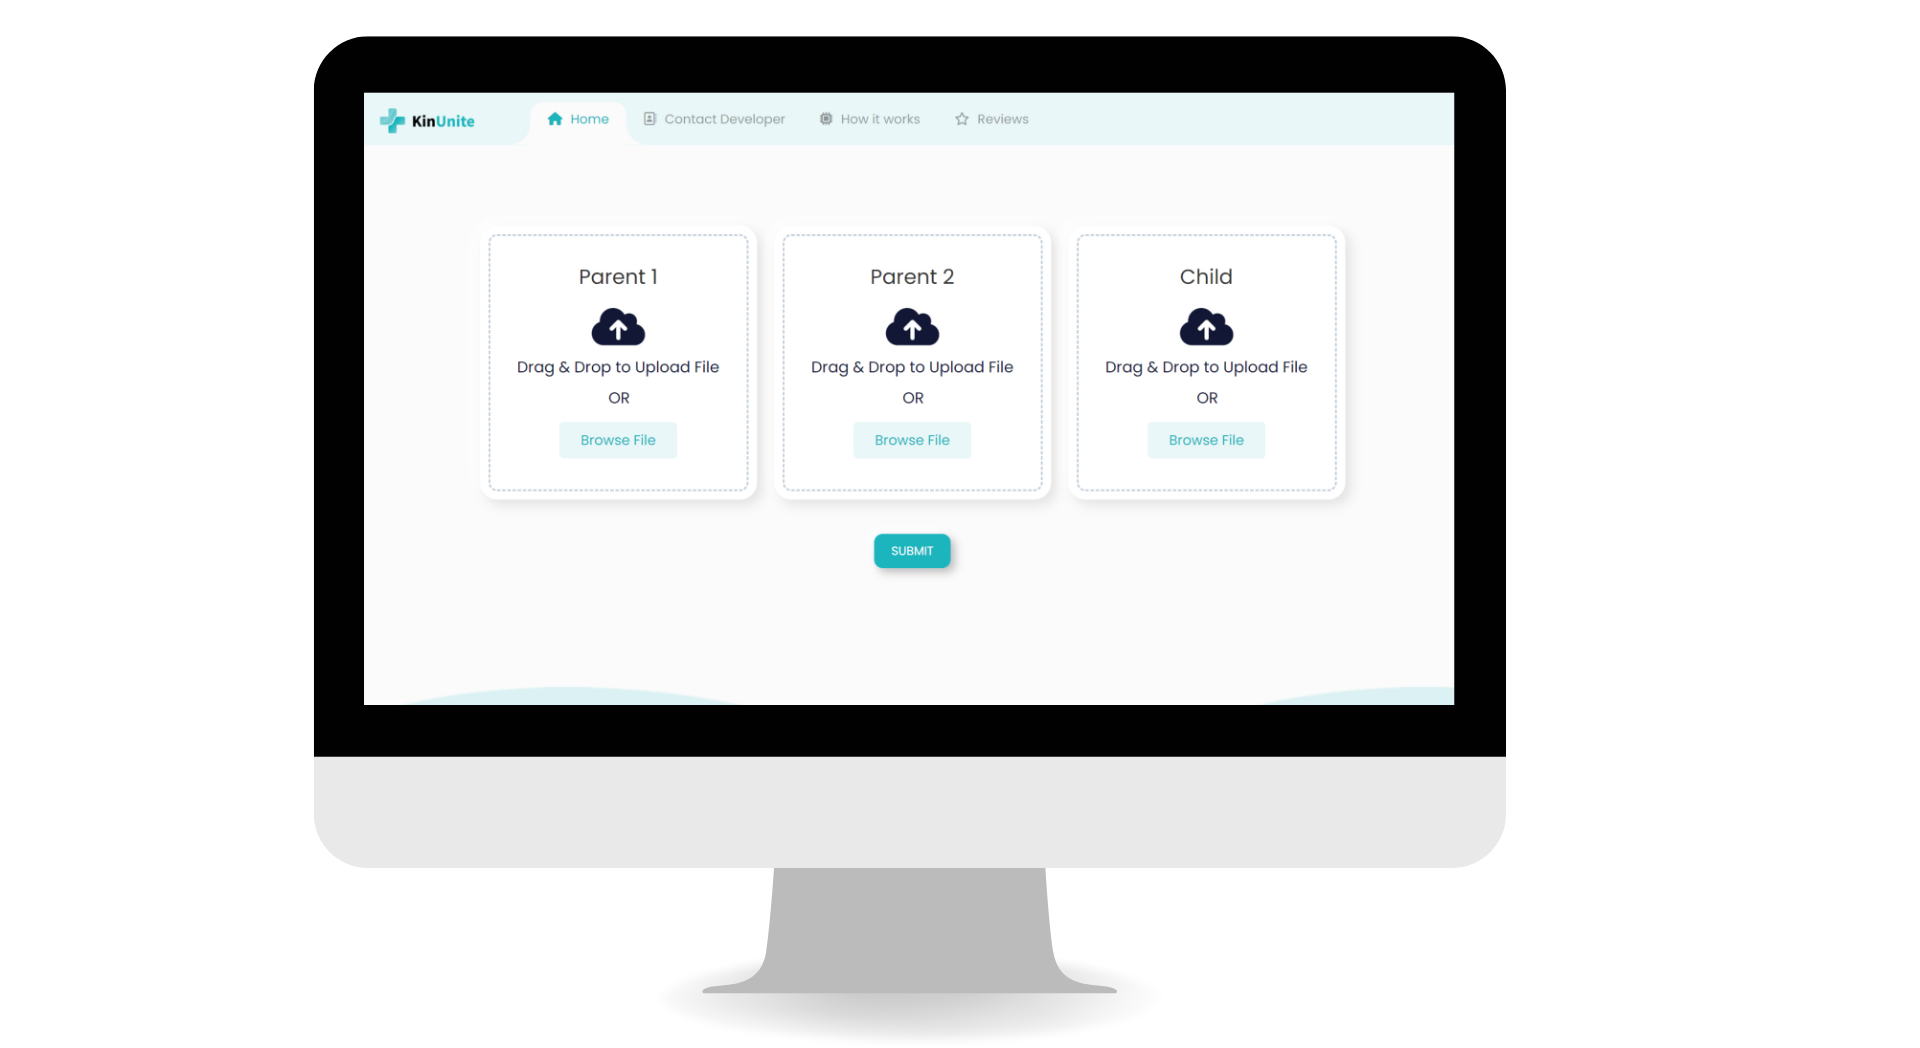 KinUnite
Home
Contact Developer
How it works
Reviews
Parent 1
Drag & Drop to Upload File
OR
Browse File
Parent 2
Drag & Drop to Upload File
OR
Browse File
Child
Drag & Drop to Upload File
OR
Browse File
SUBMIT